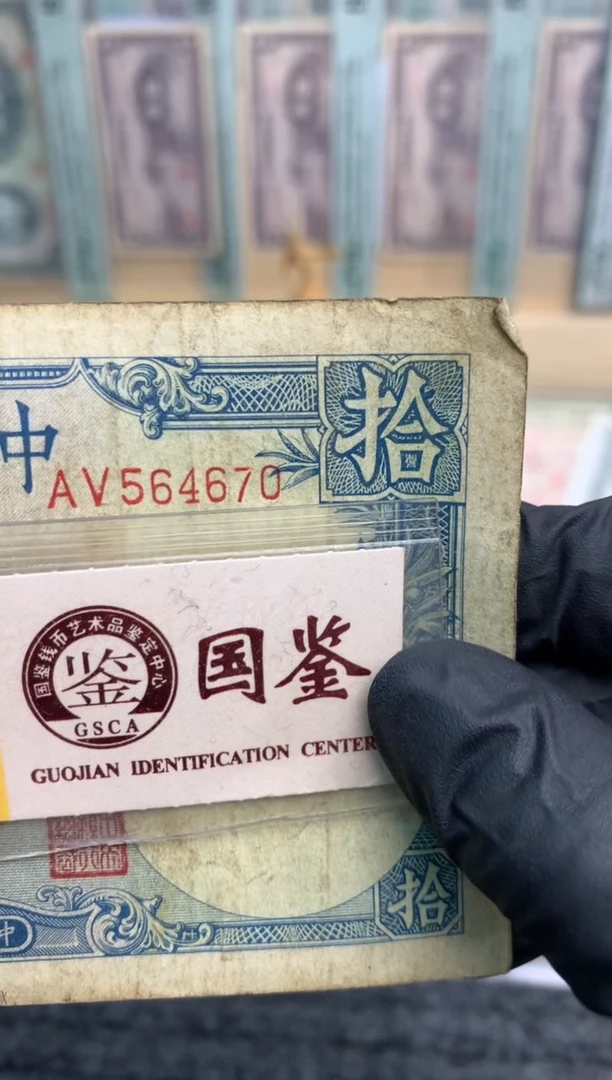 拾
中
AV564670
国鉴钱币艺术品鉴定中心
鉴
GSCA
国鉴
GUOJIAN IDENTIFICATION CENTER
拾
中